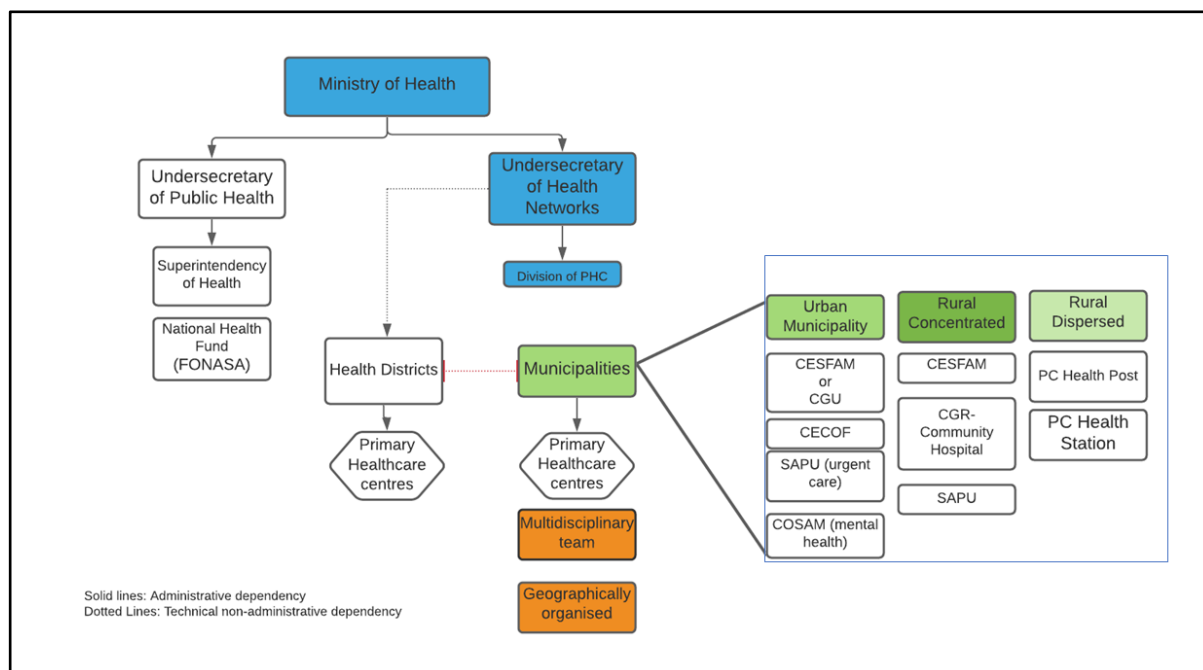 Ministry of Health
Undersecretary
of Public Health
Undersecretary
of Health
Networks
Superintendency
of Health
Division of PHC
National Health
Fund
(FONASA)
Health Districts
Municipalities
Primary
Healthcare
centres
Primary
Healthcare
centres
Multidisciplinary
team
Geographically
organised
Urban
Municipality
CESFAM
or
CGU
CECOF
SAPU (urgent
care)
COSAM (mental
health)
Rural
Concentrated
CESFAM
CGR-
Community
Hospital
SAPU
Rural
Dispersed
PC Health Post
PC Health
Station
Solid lines: Administrative dependency
Dotted Lines: Technical non-administrative dependency